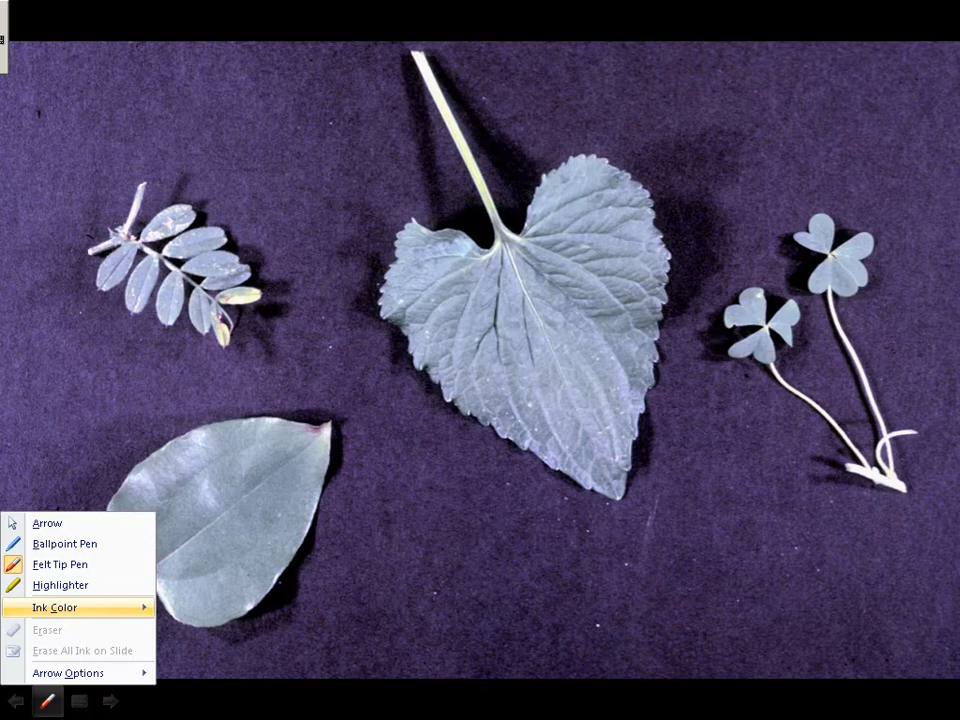 Arrow
Ballpoint Pen
Felt Tip Pen
Highlighter
Ink Color
Eraser
Erase All Ink on Slide
Arrow Options